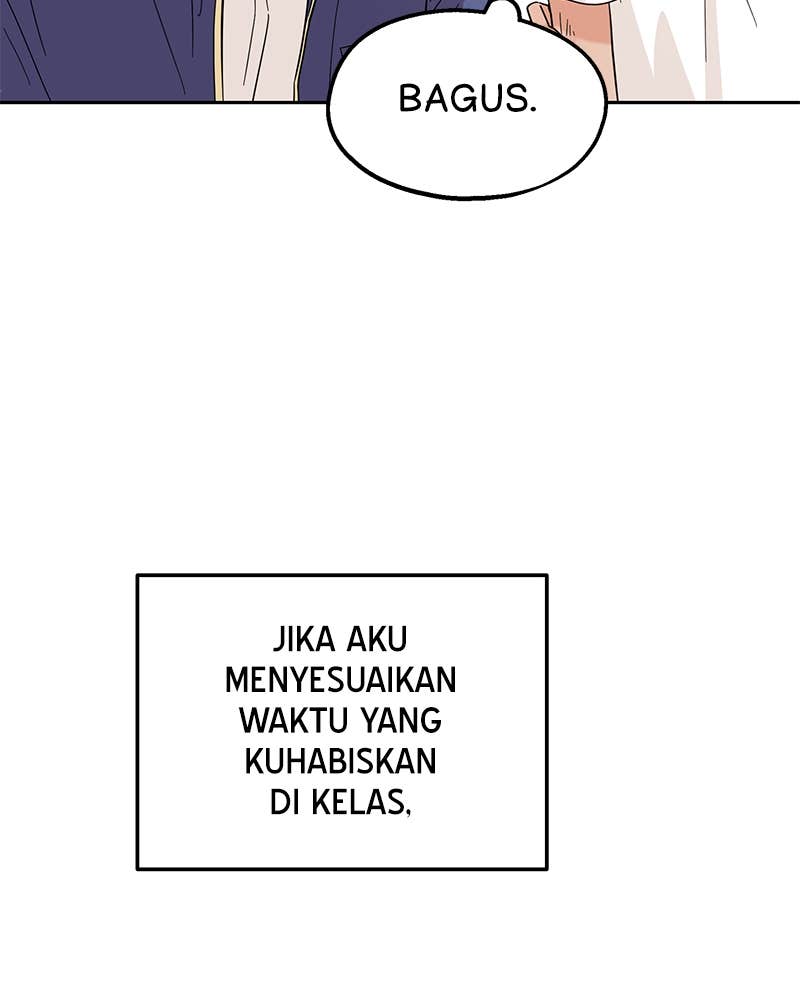 BAGUS.
JIKA AKU
MENYESUAIKAN
WAKTU YANG
KUHABISKAN
DI KELAS,